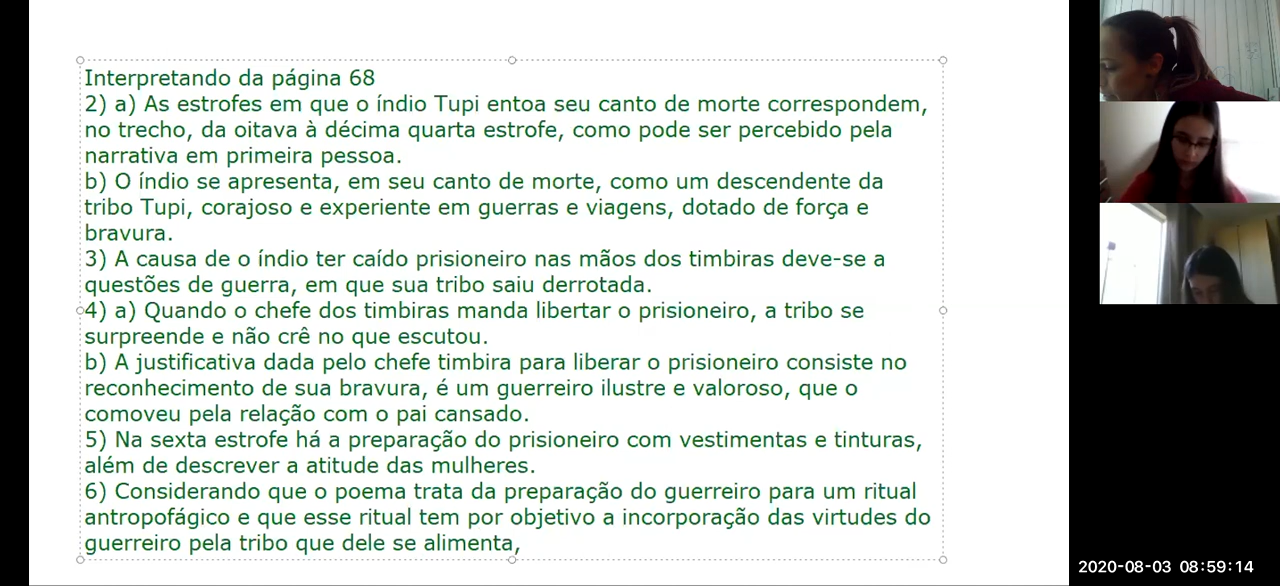 Interpretando da página 68
2) a) As estrofes em que o índio Tupi entoa seu canto de morte correspondem,
no trecho, da oitava à décima quarta estrofe, como pode ser percebido pela
narrativa em primeira pessoa.
b) O índio se apresenta, em seu canto de morte, como um descendente da
tribo Tupi, corajoso e experiente em guerras e viagens, dotado de força e
bravura.
3) A causa de o índio ter caído prisioneiro nas mãos dos timbiras deve-se a
questões de guerra, em que sua tribo saiu derrotada.
4) a) Quando o chefe dos timbiras manda libertar o prisioneiro, a tribo se
surpreende e não crê no que escutou.
b) A justificativa dada pelo chefe timbira para liberar o prisioneiro consiste no
reconhecimento de sua bravura, é um guerreiro ilustre e valoroso, que o
comoveu pela relação com o pai cansado.
5) Na sexta estrofe há a preparação do prisioneiro com vestimentas e tinturas,
além de descrever a atitude das mulheres.
6) Considerando que o poema trata da preparação do guerreiro para um ritual
antropofágico e que esse ritual tem por objetivo a incorporação das virtudes do
guerreiro pela tribo que dele se alimenta,
2020-08-03 08:59:14